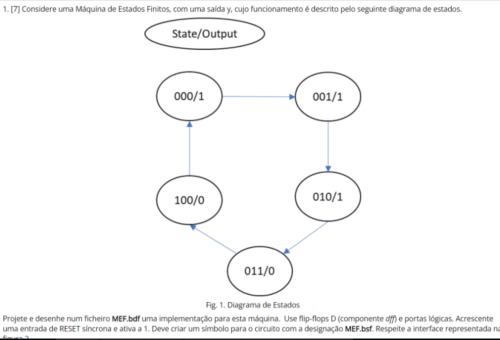 1. [7] Considere uma Máquina de Estados Finitos, com uma saída y, cujo funcionamento é descrito pelo seguinte diagrama de estados.
State/Output
000/1
001/1
100/0
010/1
011/0
Fig. 1. Diagrama de Estados
Projete e desenhe num ficheiro MEF.bdf uma implementação para esta máquina. Use flip-flops D (componente dff) e portas lógicas. Acrescente
uma entrada de RESET síncrona e ativa a 1. Deve criar um símbolo para o circuito com a designação MEF.bsf. Respeite a interface representada na
figura 2